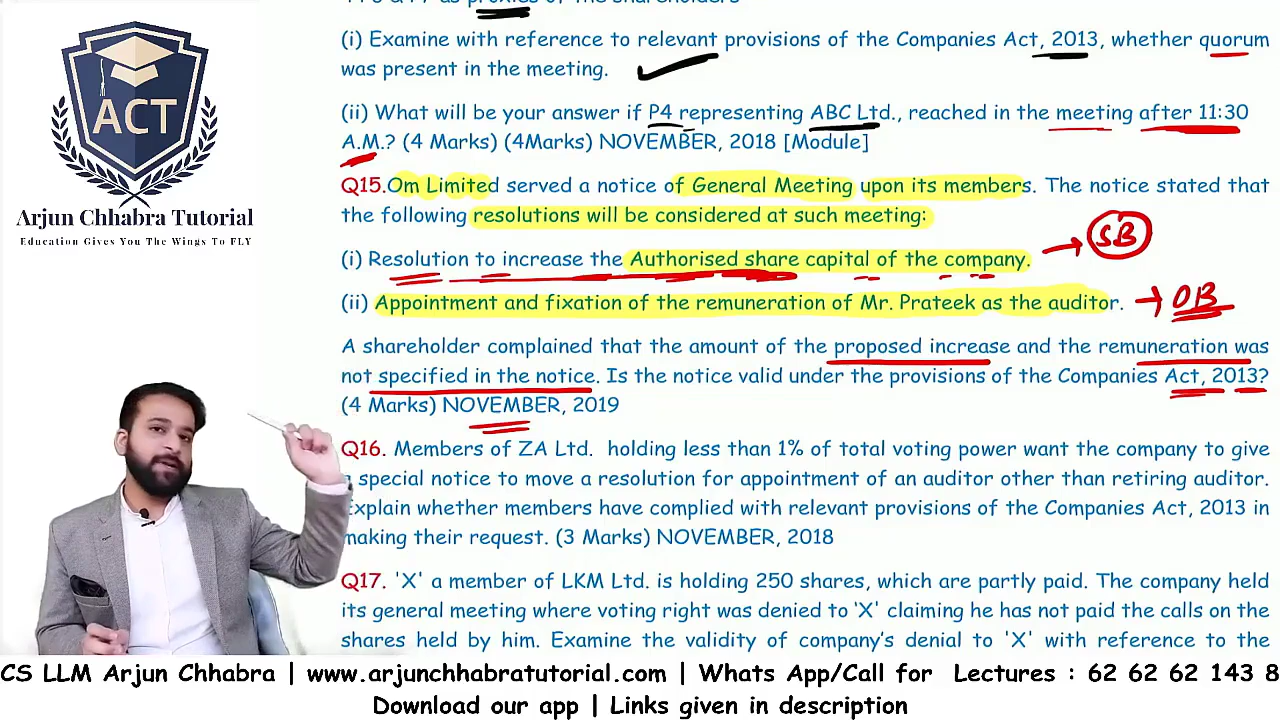 proxies of the shareholders
(i) Examine with reference to relevant provisions of the Companies Act, 2013, whether quorum
was present in the meeting.
(ii) What will be your answer if P4 representing ABC Ltd., reached in the meeting after 11:30
A.M.? (4 Marks) (4Marks) NOVEMBER, 2018 [Module]
Q15.Om Limited served a notice of General Meeting upon its members. The notice stated that
the following resolutions will be considered at such meeting:
(i) Resolution to increase the Authorised share capital of the company. SB
(ii) Appointment and fixation of the remuneration of Mr. Prateek as the auditor. OB
A shareholder complained that the amount of the proposed increase and the remuneration was
not specified in the notice. Is the notice valid under the provisions of the Companies Act, 2013?
(4 Marks) NOVEMBER, 2019
Q16. Members of ZA Ltd. holding less than 1% of total voting power want the company to give
special notice to move a resolution for appointment of an auditor other than retiring auditor.
Explain whether members have complied with relevant provisions of the Companies Act, 2013 in
making their request. (3 Marks) NOVEMBER, 2018
Q17. 'X' a member of LKM Ltd. is holding 250 shares, which are partly paid. The company held
its general meeting where voting right was denied to 'X' claiming he has not paid the calls on the
shares held by him. Examine the validity of company's denial to 'X' with reference to the
ACT
Arjun Chhabra Tutorial
Education Gives You The Wings To FLY
CS LLM Arjun Chhabra | www.arjunchhabratutorial.com | Whats App/Call for Lectures : 62 62 62 143 8
Download our app | Links given in description